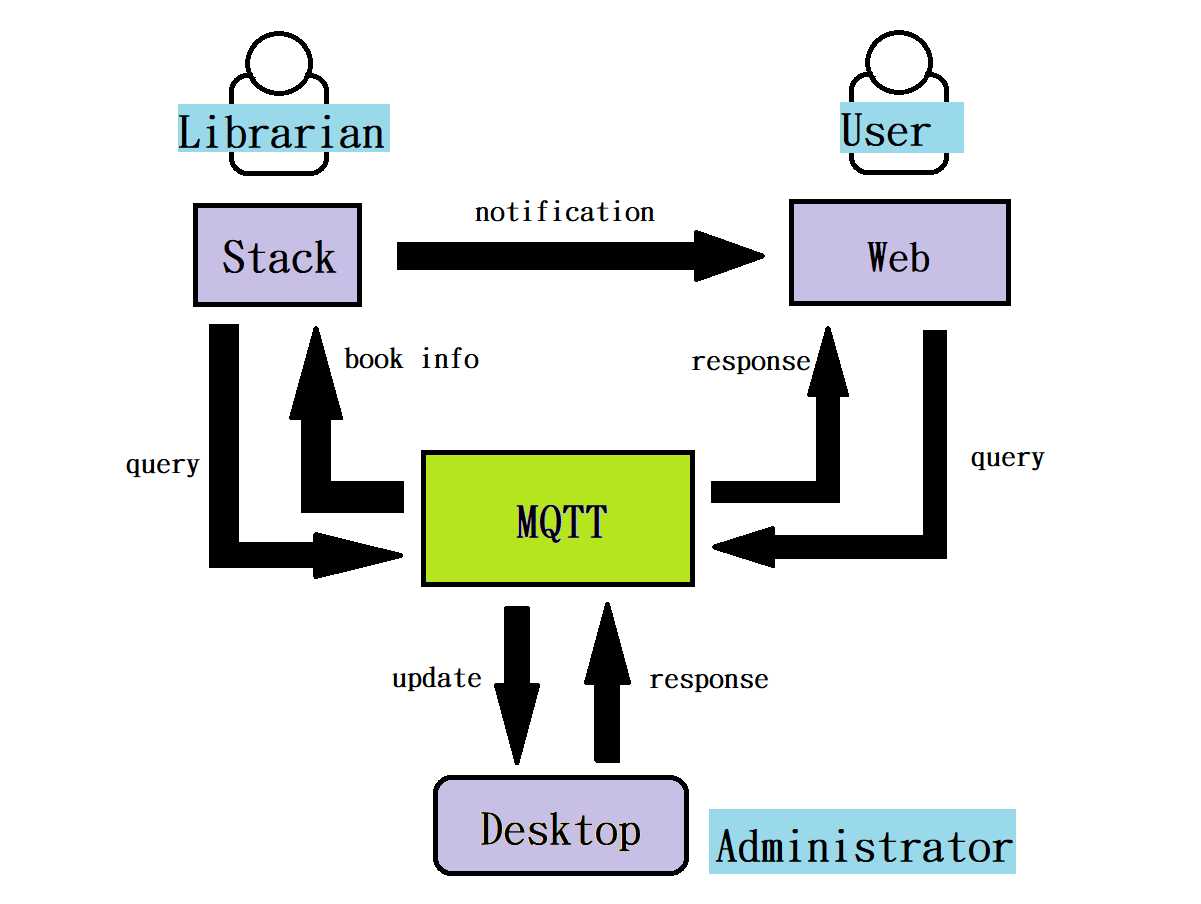 Librarian
User
notification
Stack
Web
book info
response
query
query
MQTT
update
response
Desktop
Administrator